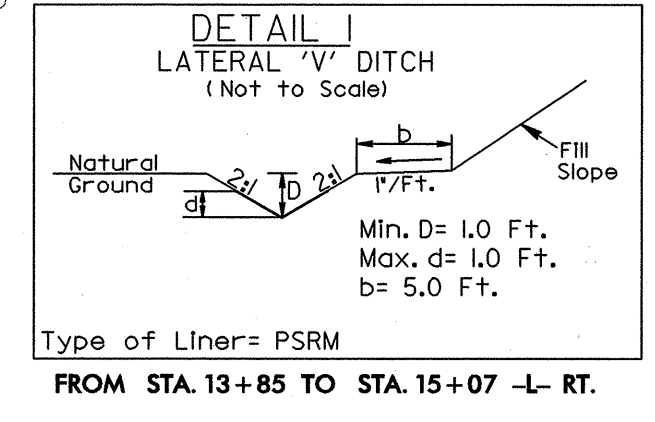 DETAIL 1
LATERAL 'V' DITCH
(Not to Scale)
b
Natural
Ground
2:1
D
2:1
1"/Ft.
Fill
Slope
d
Min. D= 1.0 Ft.
Max. d= 1.0 Ft.
b= 5.0 Ft.
Type of Liner= PSRM
FROM STA. 13+85 TO STA. 15+07 -L- RT.